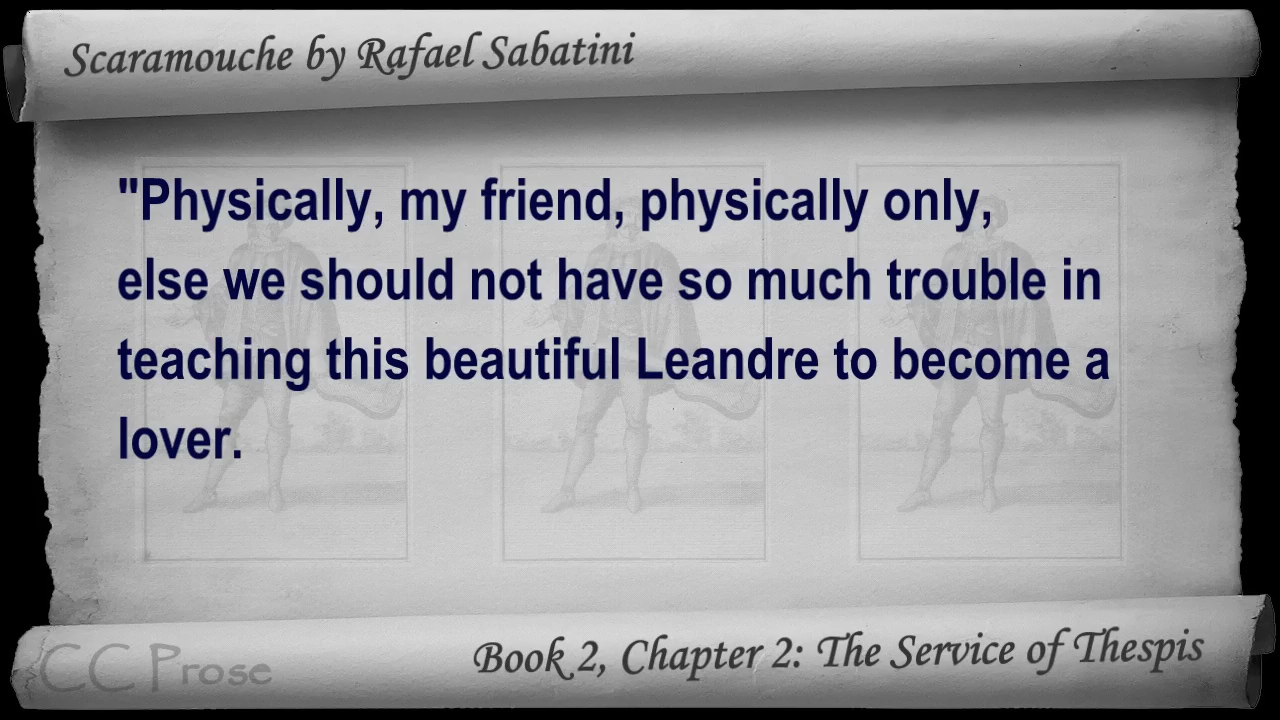 Scaramouche by Rafael Sabatini
"Physically, my friend, physically only,
else we should not have so much trouble in
teaching this beautiful Leandre to become a
lover.
CC Prose
Book 2, Chapter 2: The Service of Thespis